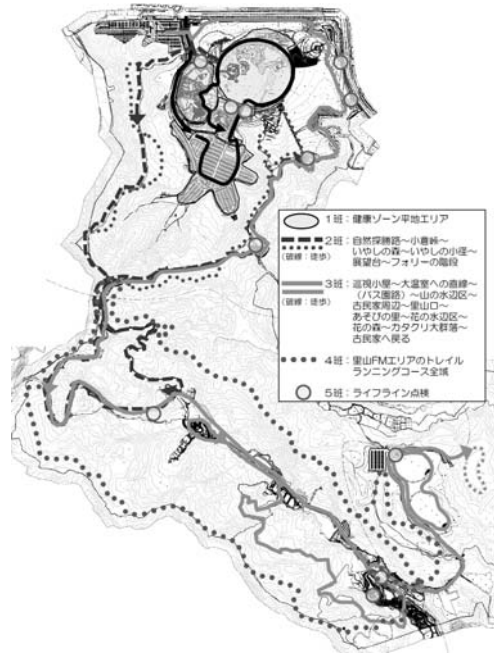 1班：健康ゾーン平地エリア
2班：自然探勝路～小倉峠～
(破線：徒歩)
いやしの森～いやしの小径～
展望台～フォリーの階段
3班：巡視小屋～大温室への直線～
(破線：徒歩)
（バス園路）～山の水辺区～
古民家周辺～里山口～
あそびの里～花の水辺区～
花の森～カタクリ大群落～
古民家へ戻る
4班：里山FMエリアのトレイル
ランニングコース全域
5班：ライフライン点検